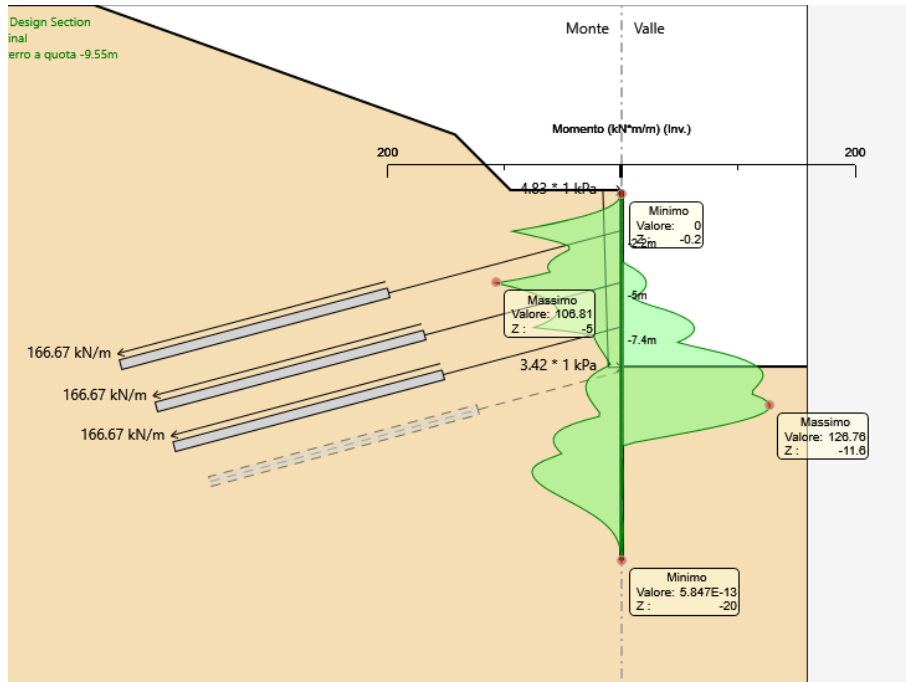 Design Section
inal
erro a quota -9.55m
Monte Valle
Momento (kN*m/m) (Inv.)
200 200
4.83 * 1 kPa
Minimo
Valore: 0
Z : -0.2
-2.2m
-5m
Massimo
Valore: 106.81
Z : -5
-7.4m
166.67 kN/m
3.42 * 1 kPa
166.67 kN/m
166.67 kN/m
Massimo
Valore: 126.76
Z : -11.6
Minimo
Valore: 5.847E-13
Z : -20